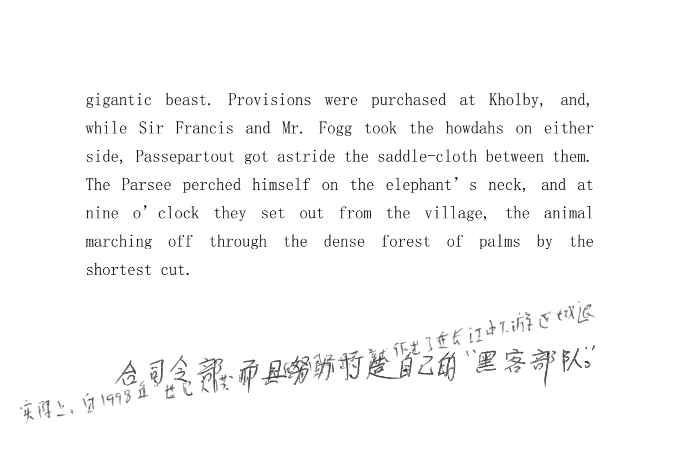 gigantic beast. Provisions were purchased at Kholby, and,
while Sir Francis and Mr. Fogg took the howdahs on either
side, Passepartout got astride the saddle-cloth between them.
The Parsee perched himself on the elephant’s neck, and at
nine o’clock they set out from the village, the animal
marching off through the dense forest of palms by the
shortest cut.
合司令部,而且努力打造自己的“黑客部队。”
实际上,自1998年“世纪 就作出了在长江中下游区域退